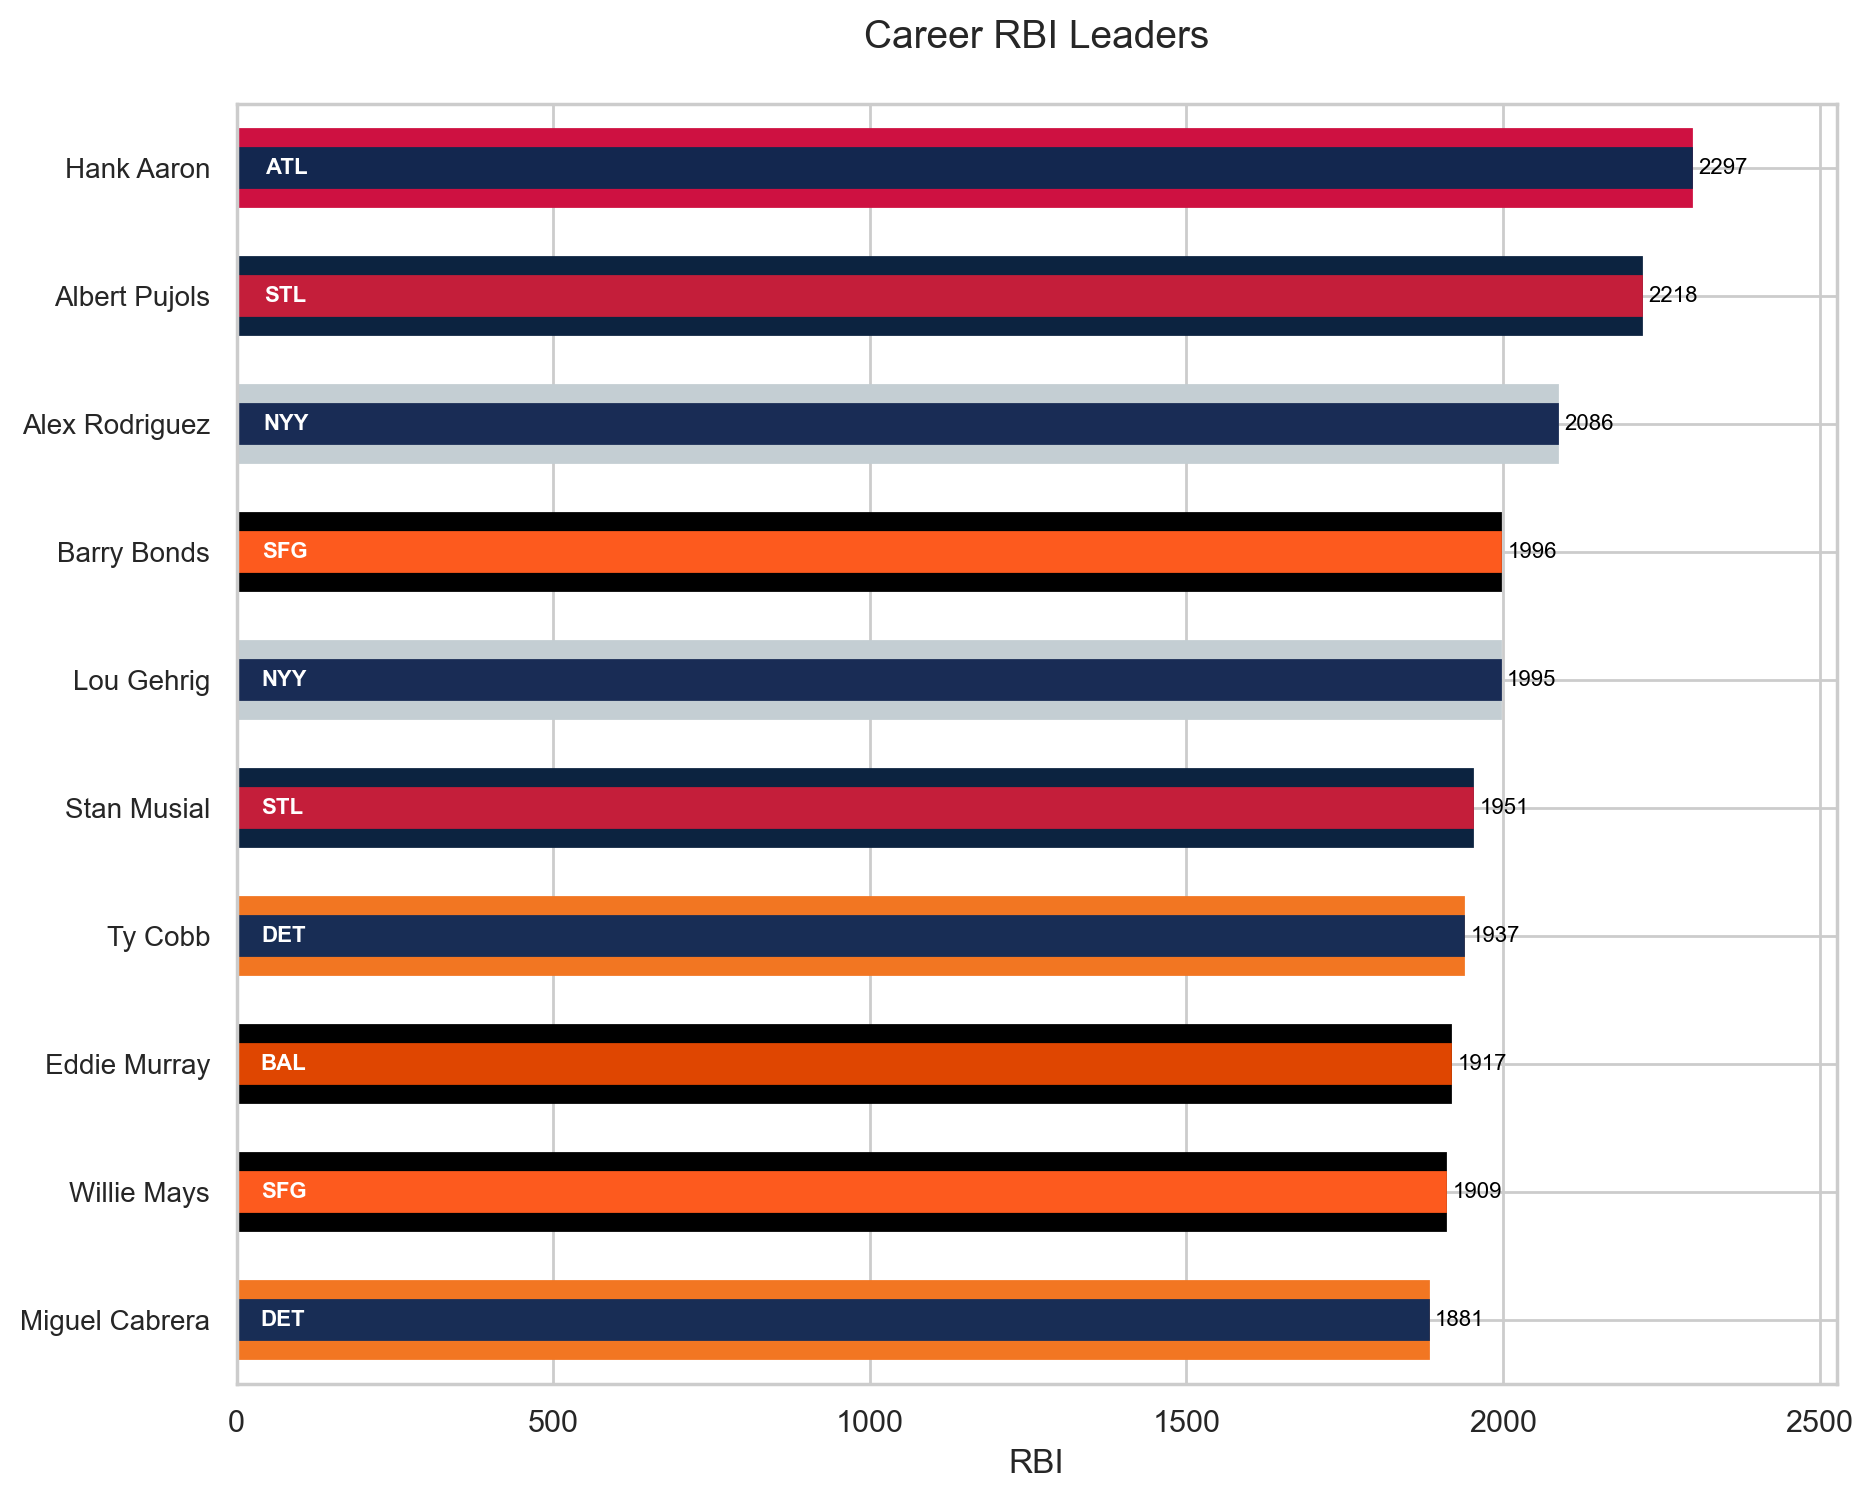 Career RBI Leaders
Hank Aaron ATL 2297
Albert Pujols STL 2218
Alex Rodriguez NYY 2086
Barry Bonds SFG 1996
Lou Gehrig NYY 1995
Stan Musial STL 1951
Ty Cobb DET 1937
Eddie Murray BAL 1917
Willie Mays SFG 1909
Miguel Cabrera DET 1881
0 500 1000 1500 2000 2500
RBI